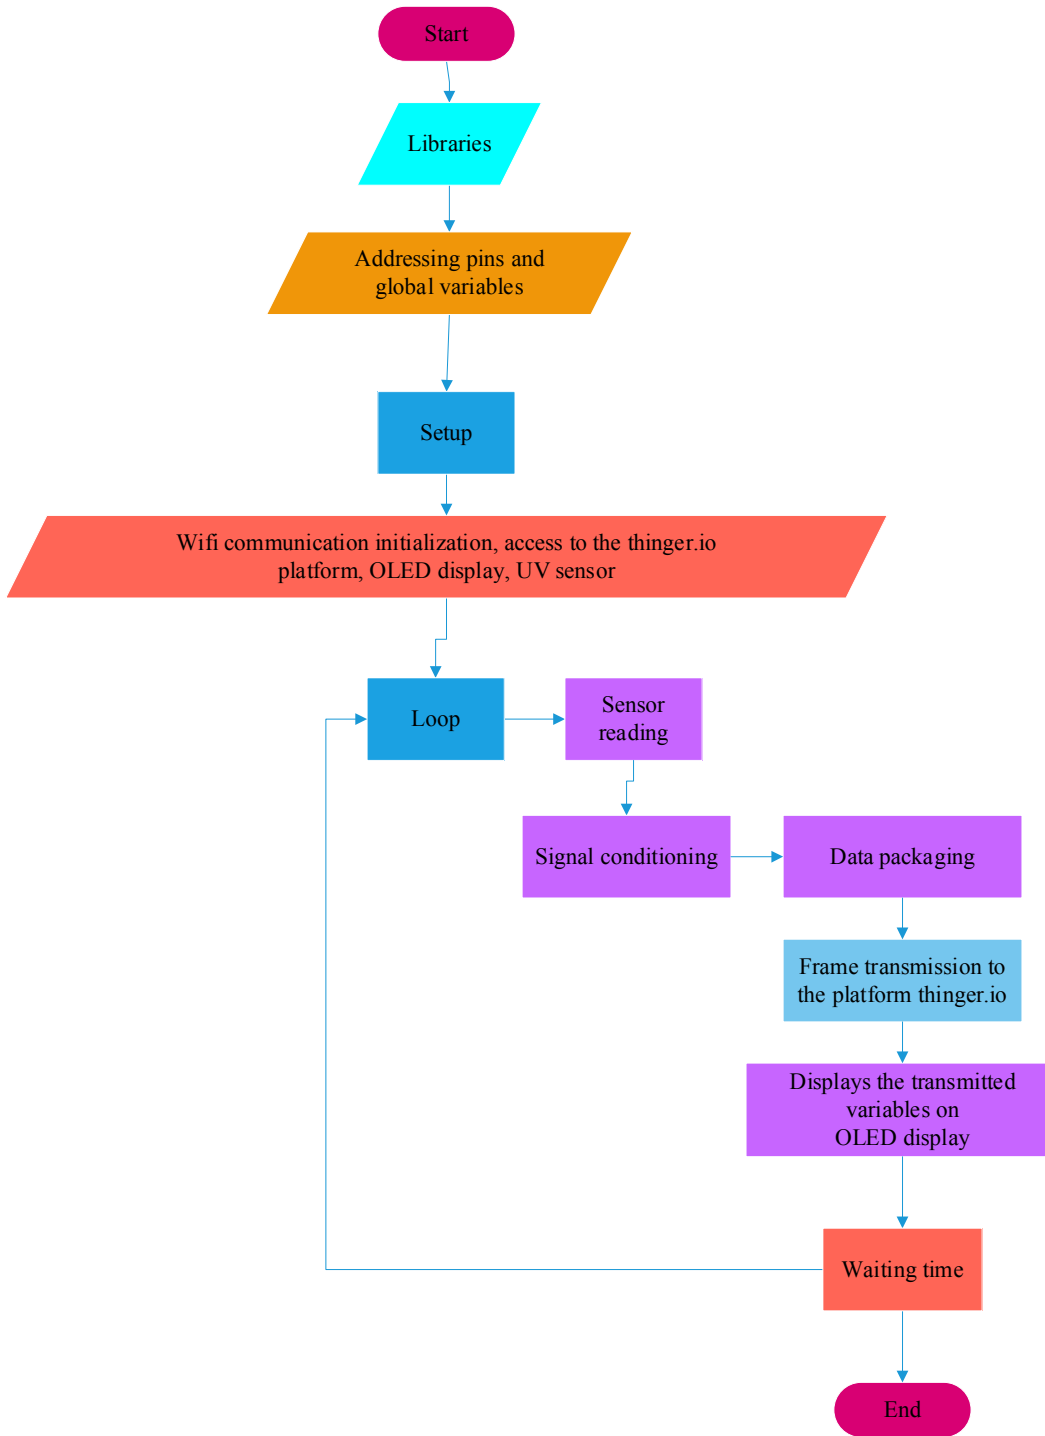 Start
Libraries
Addressing pins and
global variables
Setup
Wifi communication initialization, access to the thinger.io
platform, OLED display, UV sensor
Loop
Sensor
reading
Signal conditioning
Data packaging
Frame transmission to
the platform thinger.io
Displays the transmitted
variables on
OLED display
Waiting time
End